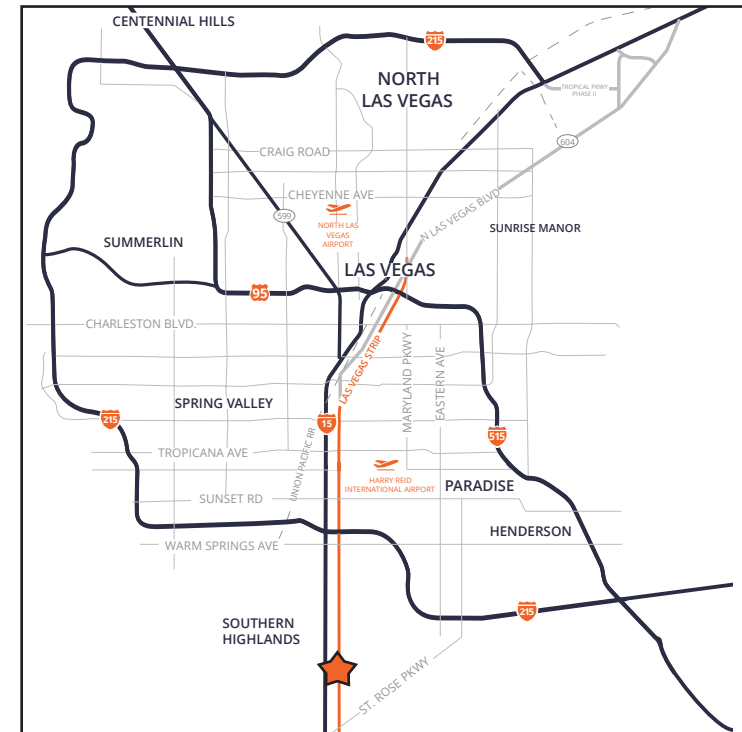 CENTENNIAL HILLS
215
NORTH
LAS VEGAS
TROPICAL PKWY
PHASE II
604
CRAIG ROAD
CHEYENNE AVE
599
NORTH LAS
VEGAS
AIRPORT
N LAS VEGAS BLVD
SUNRISE MANOR
SUMMERLIN
LAS VEGAS
95
CHARLESTON BLVD.
LAS VEGAS STRIP
MARYLAND PKWY
EASTERN AVE
SPRING VALLEY
215
15
515
TROPICANA AVE
UNION PACIFIC RR
HARRY REID
INTERNATIONAL AIRPORT
PARADISE
SUNSET RD
HENDERSON
WARM SPRINGS AVE
215
SOUTHERN
HIGHLANDS
ST. ROSE PKWY